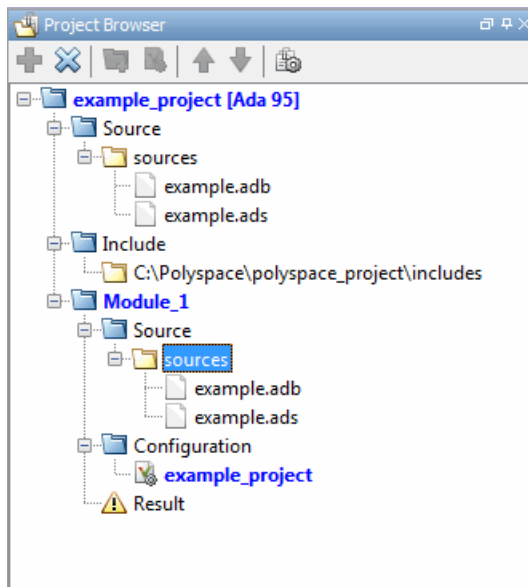 Project Browser
example_project [Ada 95]
Source
sources
example.adb
example.ads
Include
C:\Polyspace\polyspace_project\includes
Module_1
Source
sources
example.adb
example.ads
Configuration
example_project
Result